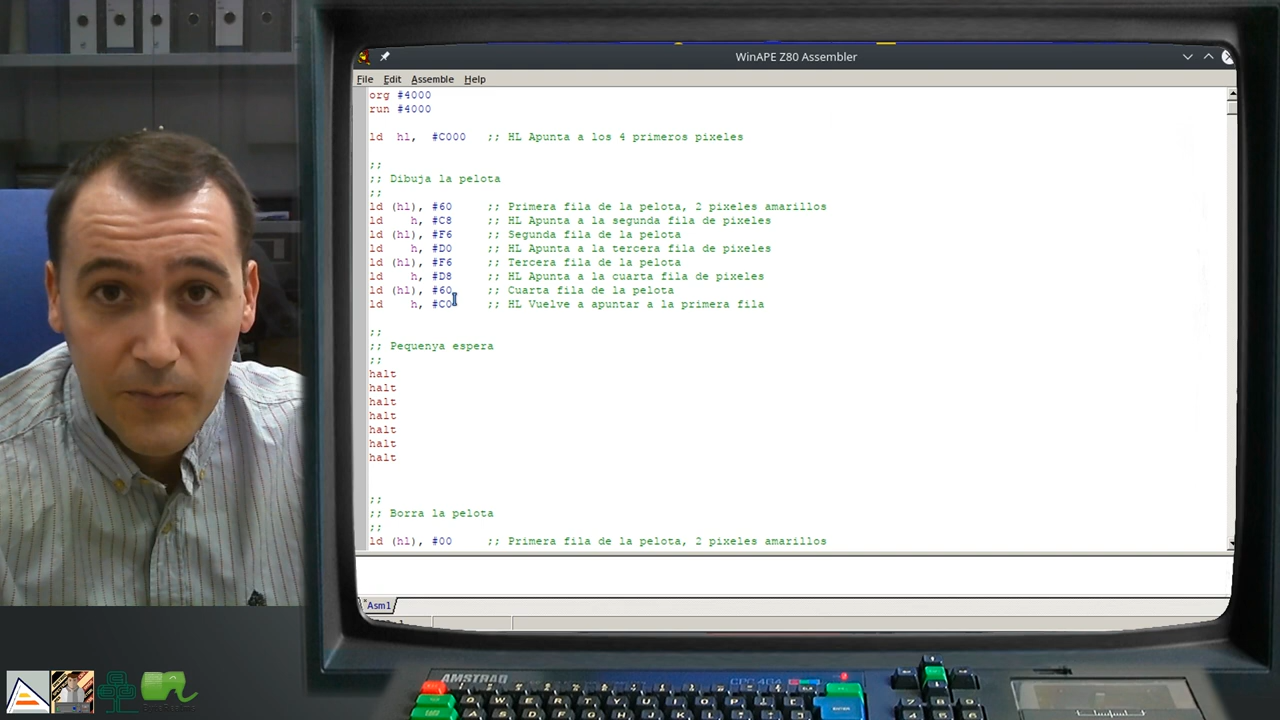 WinAPE Z80 Assembler
File Edit Assemble Help
org #4000
run #4000
ld hl, #C000 ;; HL Apunta a los 4 primeros pixeles
;;
;; Dibuja la pelota
;;
ld (hl), #60 ;; Primera fila de la pelota, 2 pixeles amarillos
ld h, #C8 ;; HL Apunta a la segunda fila de pixeles
ld (hl), #F6 ;; Segunda fila de la pelota
ld h, #D0 ;; HL Apunta a la tercera fila de pixeles
ld (hl), #F6 ;; Tercera fila de la pelota
ld h, #D8 ;; HL Apunta a la cuarta fila de pixeles
ld (hl), #60 ;; Cuarta fila de la pelota
ld h, #C0 ;; HL Vuelve a apuntar a la primera fila
;;
;; Pequenya espera
;;
halt
halt
halt
halt
halt
halt
halt
;;
;; Borra la pelota
;;
ld (hl), #00 ;; Primera fila de la pelota, 2 pixeles amarillos
Asm1
AMSTRAD